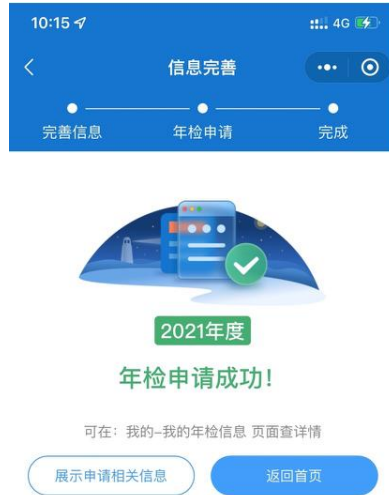 10:15 4G
信息完善
完善信息 年检申请 完成
2021年度
年检申请成功!
可在：我的-我的年检信息 页面查详情
展示申请相关信息 返回首页